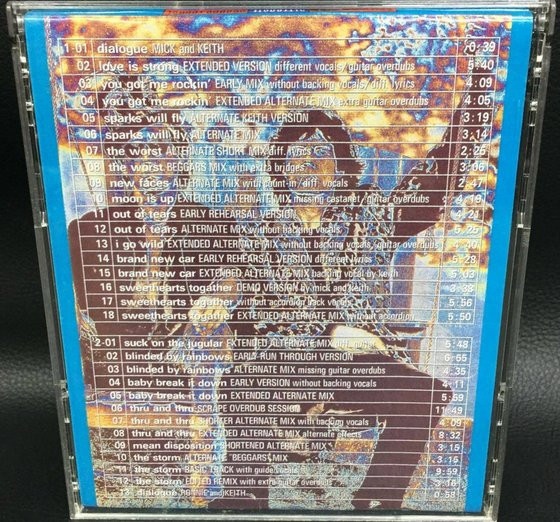 1-01 dialogue MICK and KEITH 0:39
02 love is strong EXTENDED VERSION different vocals/guitar overdubs 5:40
03 you got me rockin' EARLY MIX without backing vocals/diff. lyrics 4:09
04 you got me rockin' EXTENDED ALTERNATE MIX extra guitar overdubs 4:05
05 sparks will fly ALTERNATE KEITH VERSION 3:19
06 sparks will fly ALTERNATE MIX 3:14
07 the worst ALTERNATE SHORT MIX/diff. lyrics 2:25
08 the worst BEGGARS MIX with extra bridges 3:06
09 new faces ALTERNATE MIX with count-in/diff. vocals 2:47
10 moon is up EXTENDED ALTERNATE MIX missing castanet/guitar overdubs 4:19
11 out of tears EARLY REHEARSAL VERSION 4:21
12 out of tears ALTERNATE MIX without backing vocals 5:25
13 i go wild EXTENDED ALTERNATE MIX without backing vocals/guitar overdubs 4:40
14 brand new car EARLY REHEARSAL VERSION different lyrics 5:28
15 brand new car EXTENDED ALTERNATE MIX backing vocal by keith 5:03
16 sweethearts togather DEMO VERSION by mick and keith 3:38
17 sweethearts togather without accordion/back vocals 5:56
18 sweethearts togather EXTENDED ALTERNATE MIX without accordion 5:50
2-01 suck on the jugular EXTENDED ALTERNATE MIX diff. 5:48
02 blinded by rainbows EARLY RUN THROUGH VERSION 6:55
03 blinded by rainbows ALTERNATE MIX missing guitar overdubs 4:35
04 baby break it down EARLY VERSION without backing vocals 4:11
05 baby break it down EXTENDED ALTERNATE MIX 5:59
06 thru and thru SCRAPE OVERDUB SESSION 11:49
07 thru and thru SHORTER ALTERNATE MIX with backing vocals 4:09
08 thru and thru EXTENDED ALTERNATE MIX alternate effects 8:32
09 mean disposition SHORTENED ALTERNATE MIX 3:15
10 the storm ALTERNATE "BEGGARS" MIX 3:15
11 the storm BASIC TRACK with guide vocals 9:59
12 the storm EDITED REMIX with extra guitar overdubs 3:16
13 dialogue RONNIE and KEITH 0:58